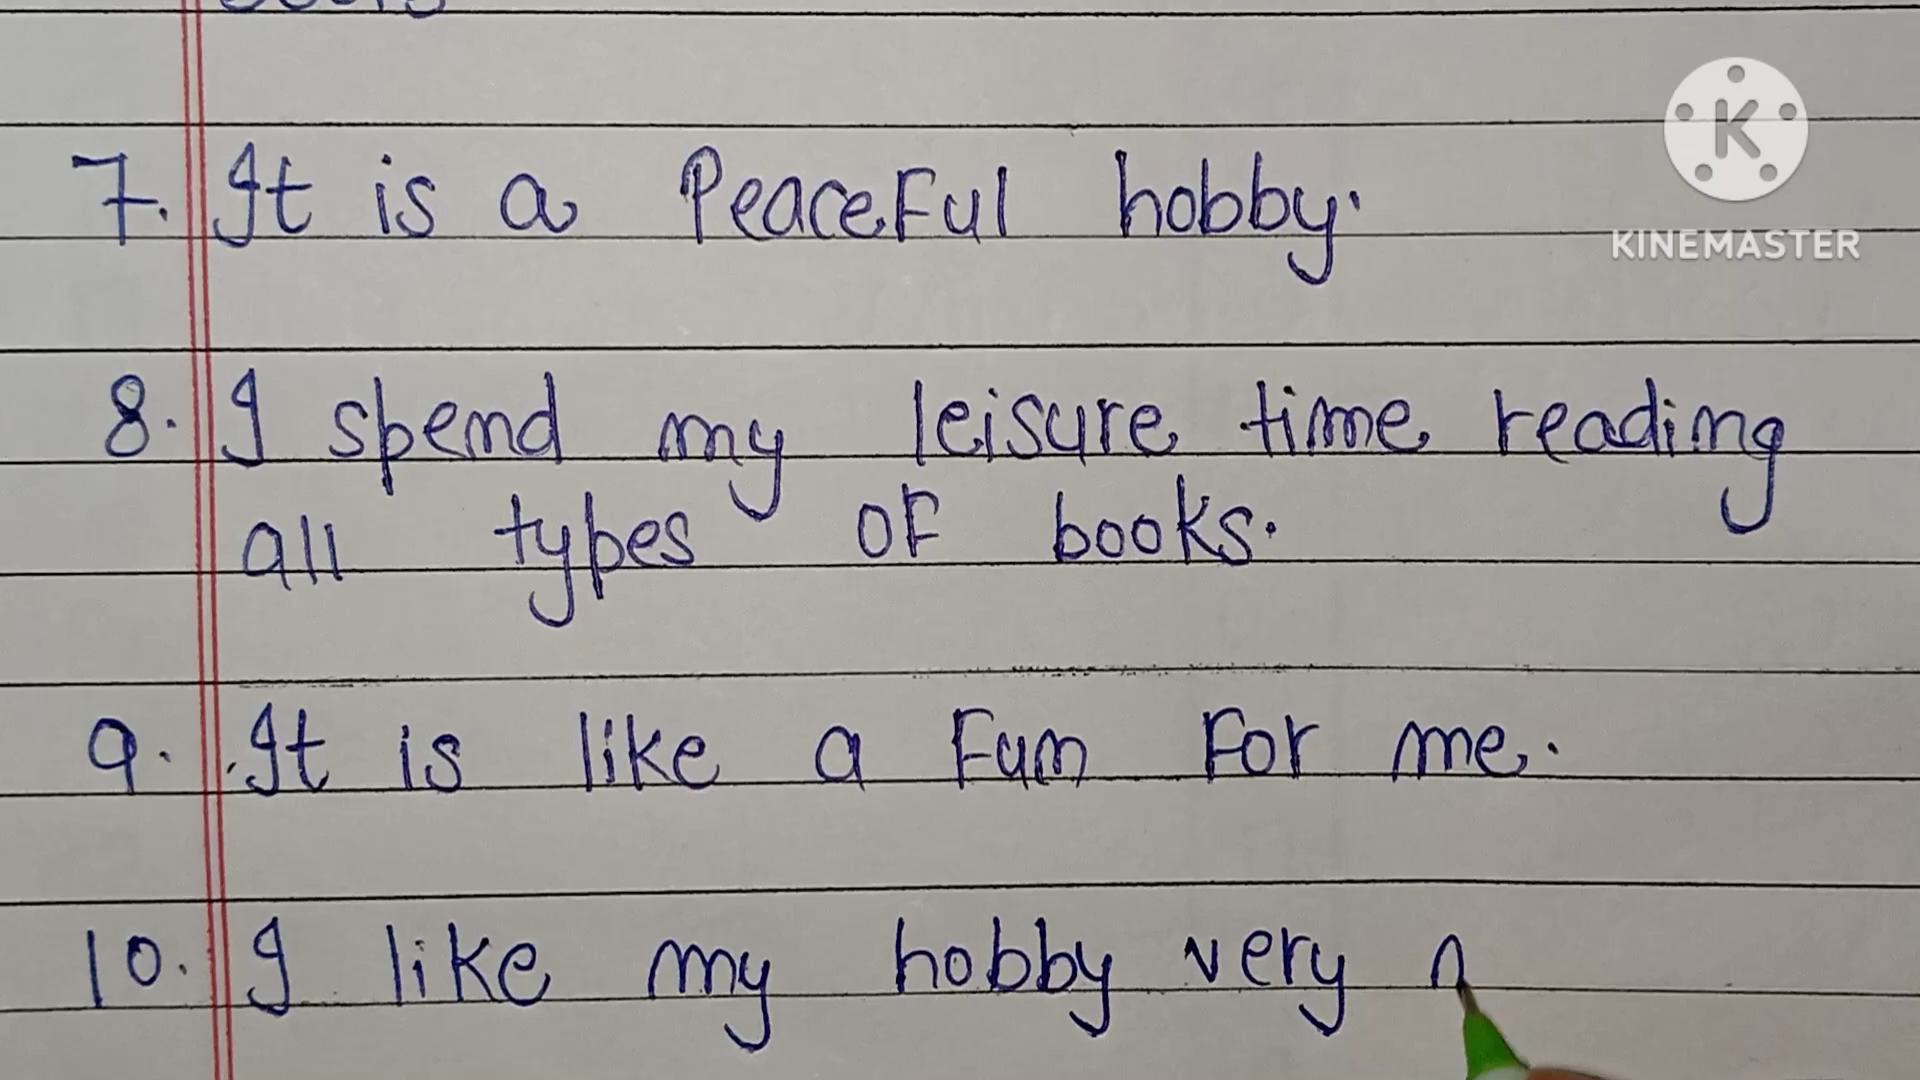 7. It is a PeaceFul hobby.
8. I spend my leisure time reading
all types oF books.
9. It is like a Fun For me.
10. I like my hobby very
K
KINEMASTER